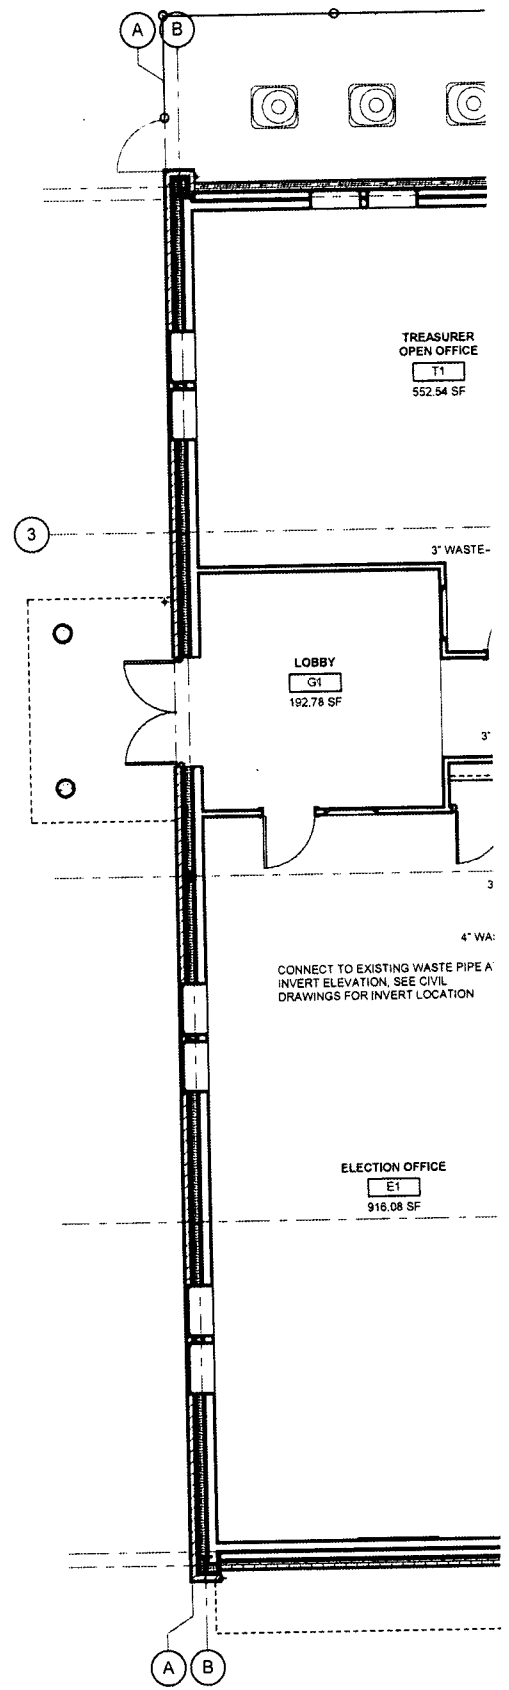 A B
TREASURER
OPEN OFFICE
T1
552.54 SF
3
3" WASTE-
LOBBY
G1
192.78 SF
3"
3
4" WA
CONNECT TO EXISTING WASTE PIPE A
INVERT ELEVATION, SEE CIVIL
DRAWINGS FOR INVERT LOCATION
ELECTION OFFICE
E1
916.08 SF
A B